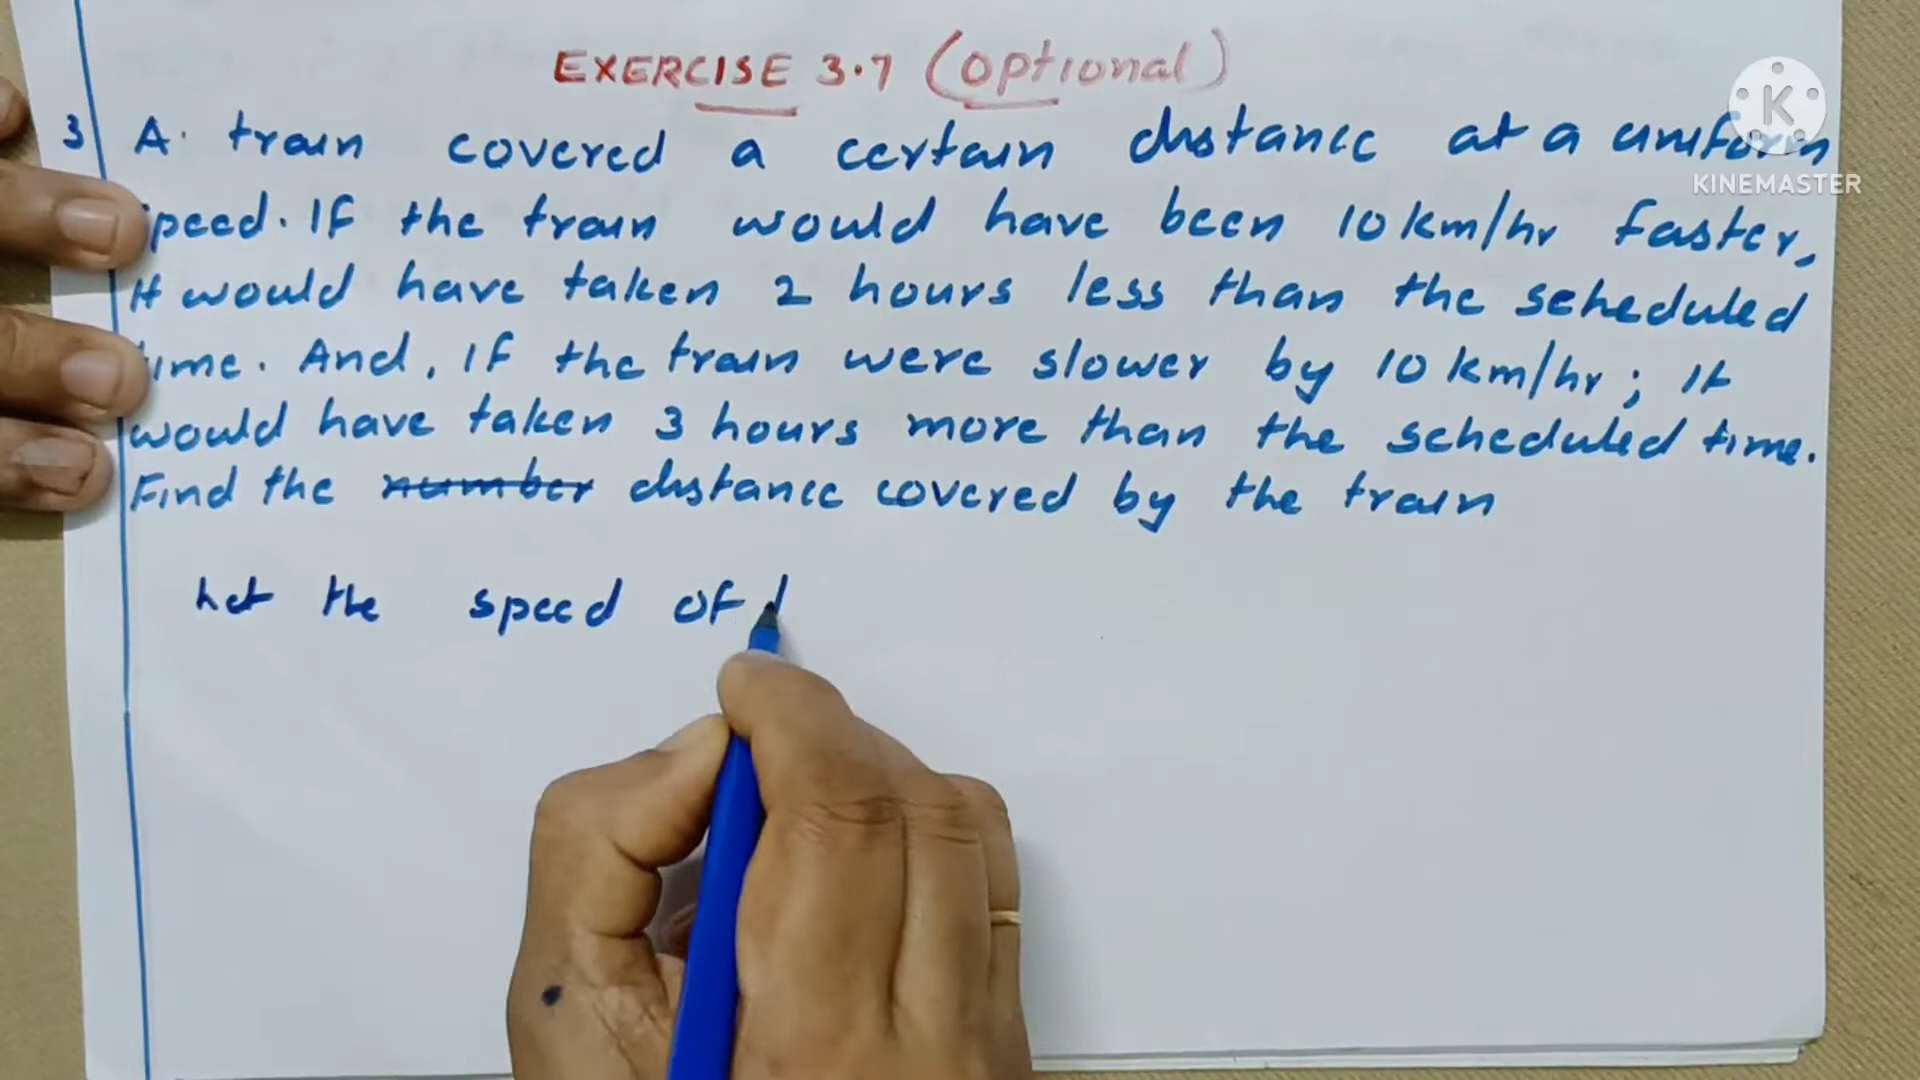 EXERCISE 3.7 (optional)
3 A. train covered a certain distance at a uniform
speed. If the train would have been 10 km/hr faster,
It would have taken 2 hours less than the scheduled
time. And, if the train were slower by 10 km/hr; it
would have taken 3 hours more than the scheduled time.
Find the number distance covered by the train
Let the speed of
K
KINEMASTER